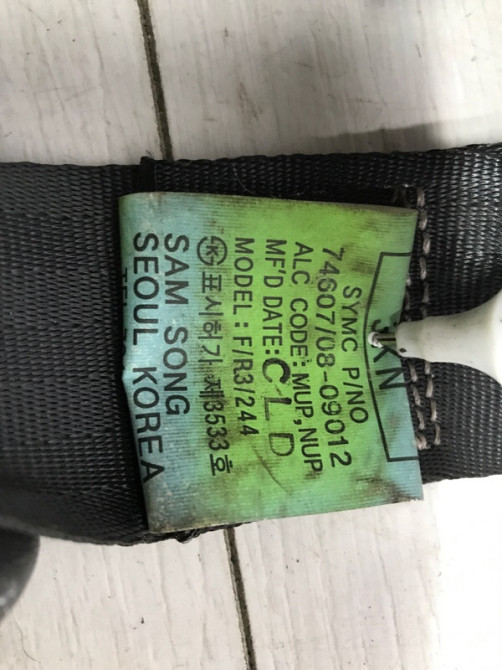 SYMC P/NO
74607/08-09012
ALC CODE: MUP, NUP
MF'D DATE: CLD
MODEL : F/R3/244
㉿ 표시허가 제3533호
SAM SONG
SEOUL KOREA